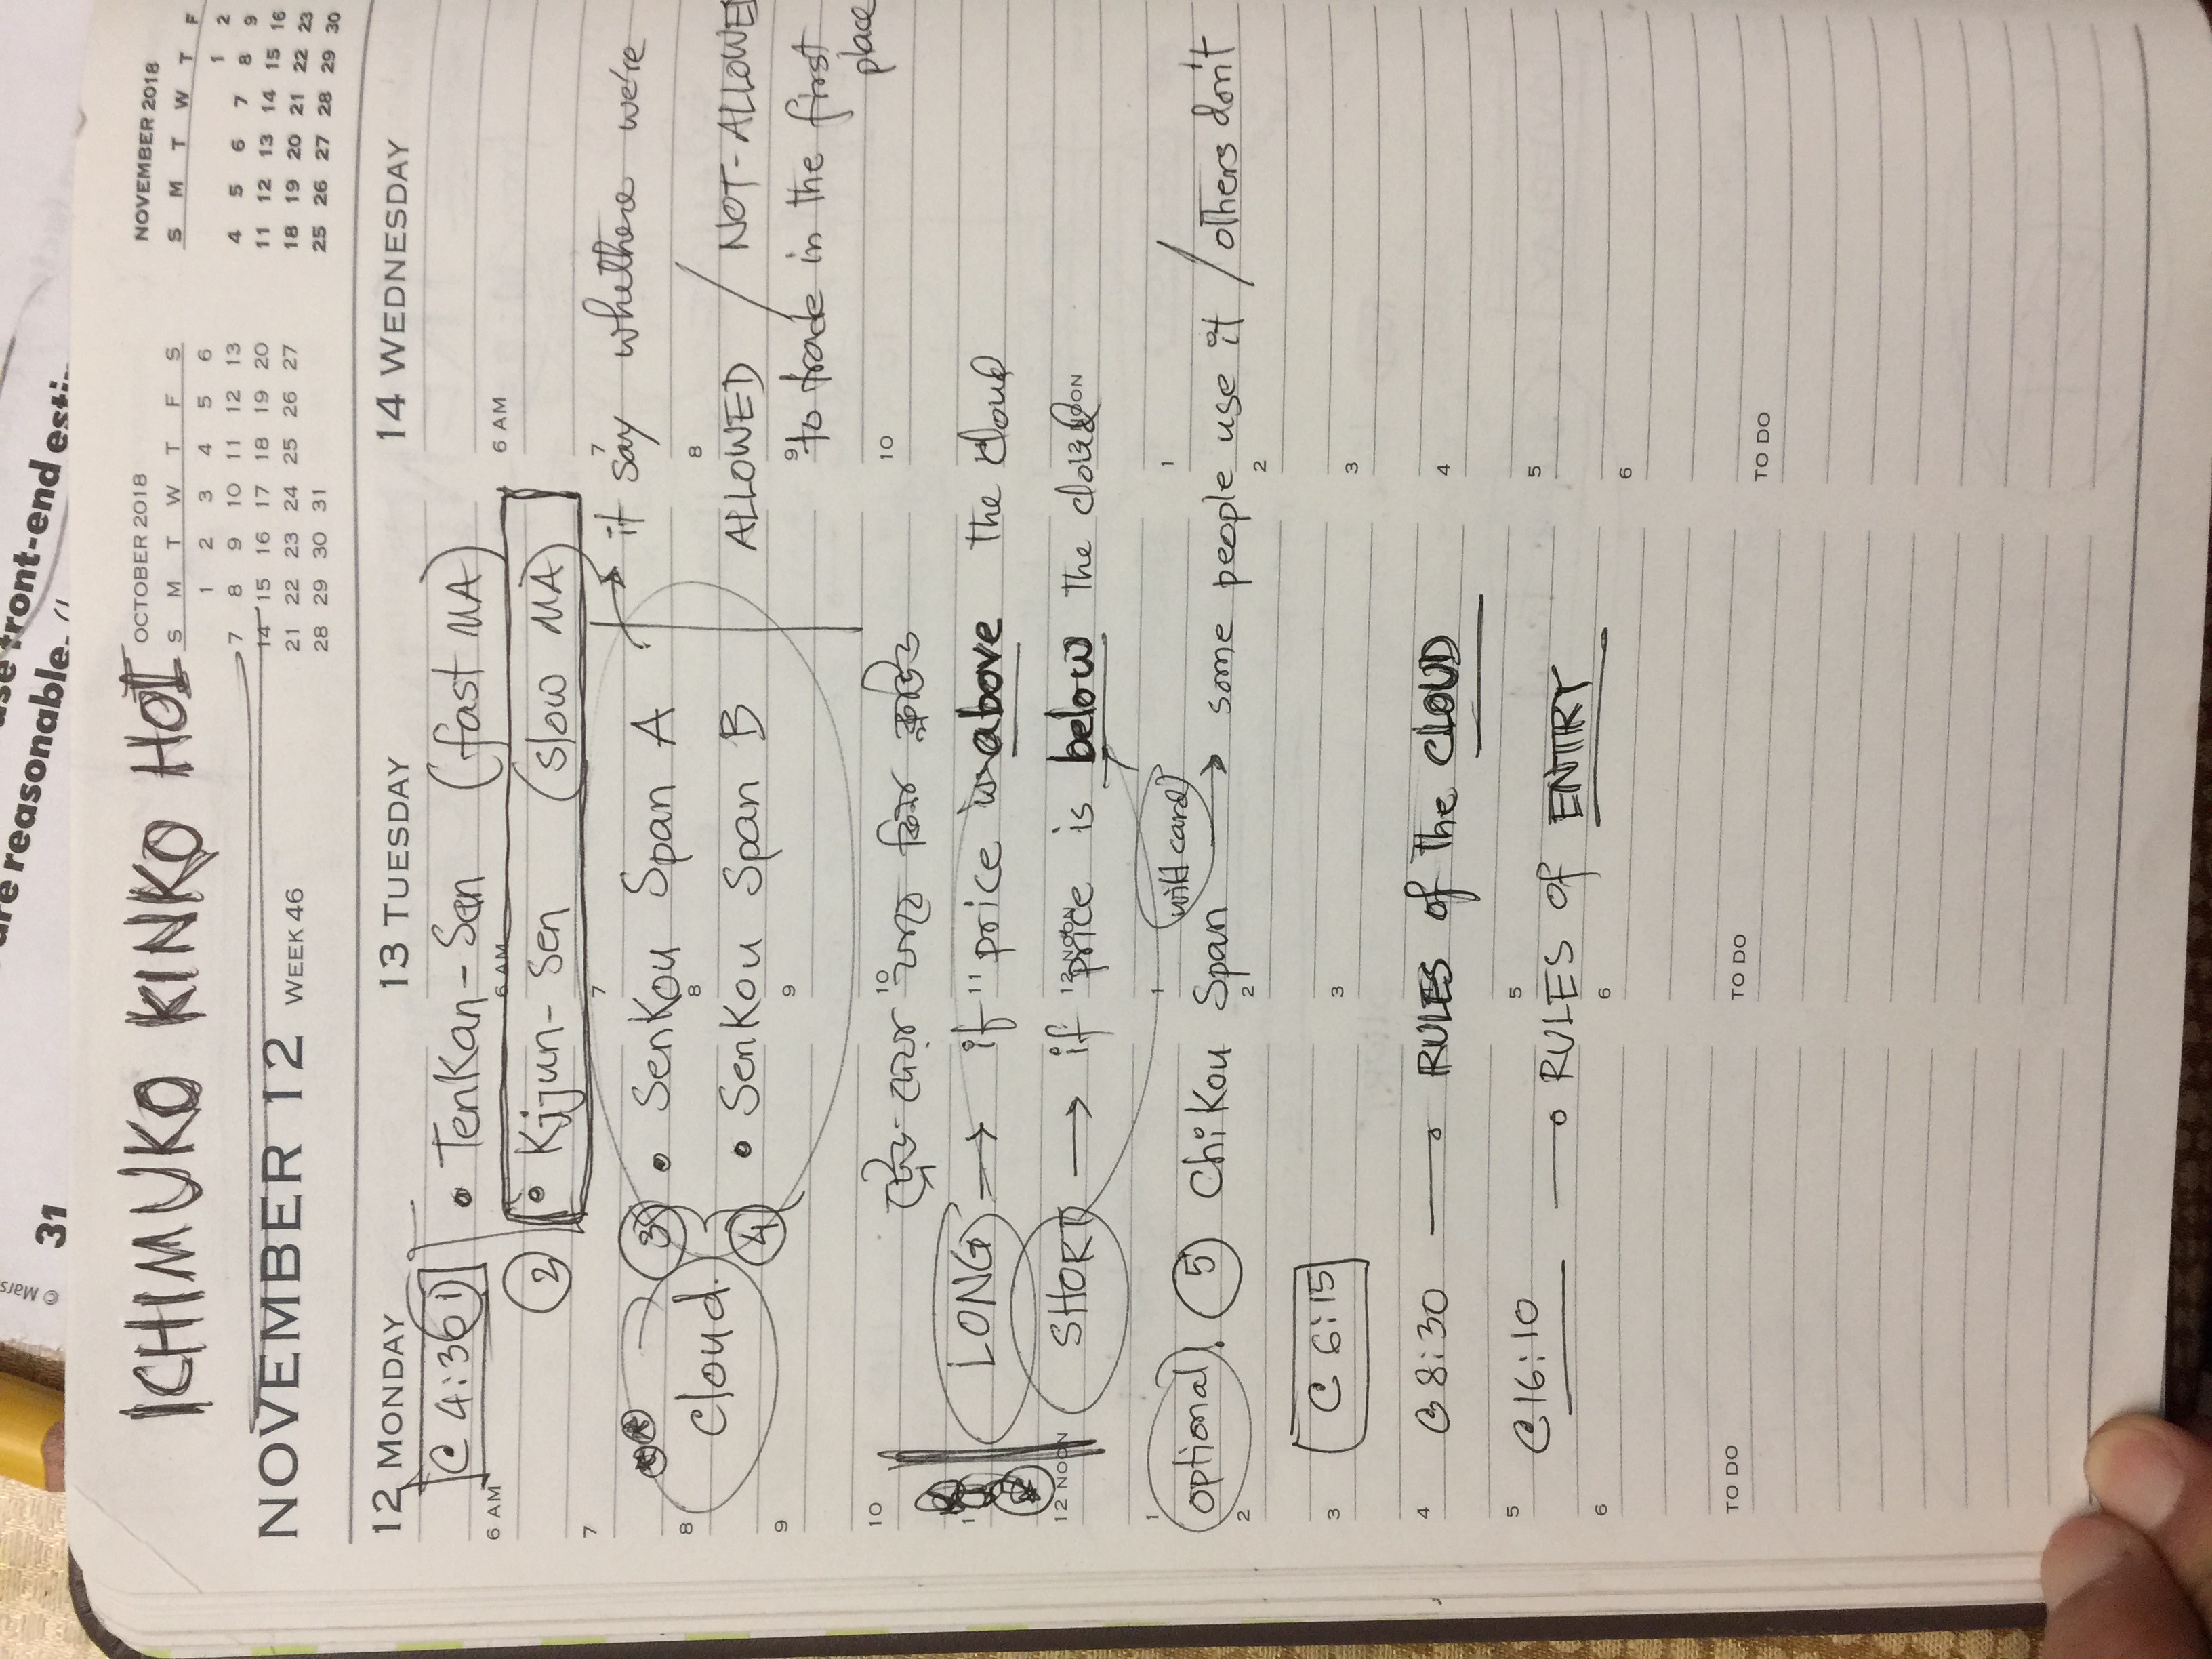 © Mars
31
are reasonable.
use front-end esti
ICHIMUKO KINKO HOI
OCTOBER 2018
S M T W T F S
1 2 3 4 5 6
7 8 9 10 11 12 13
14 15 16 17 18 19 20
21 22 23 24 25 26 27
28 29 30 31
NOVEMBER 2018
S M T W T F
1 2
4 5 6 7 8 9
11 12 13 14 15 16
18 19 20 21 22 23
25 26 27 28 29 30
NOVEMBER 12 WEEK 46
12 MONDAY 13 TUESDAY 14 WEDNESDAY
@ 4:30 1 • TenKan-Sen (fast MA)
6 AM 6 AM 6 AM
2 • Kijun-Sen (slow MA)
7 7 7
it say whethere we're
3 • SenKou Span A
cloud.
8 8 8
4 • SenKou Span B ALLOWED / NOT-ALLOWED
9 9 9
to trade in the first
place
10 10 10
ট্রেড
LONG → if price is above the cloud
11 11
12 NOON 12 NOON 12 NOON
SHORT → if price is below the cloud
1 1 1
wild card
optional. 5 ChiKou Span → some people use it / others don't
2 2 2
@ 6:15
3 3 3
@ 8:30 RULES of the CLOUD
4 4
@ 16:10 RULES of ENTRY
5 5 5
6 6 6
TO DO TO DO TO DO